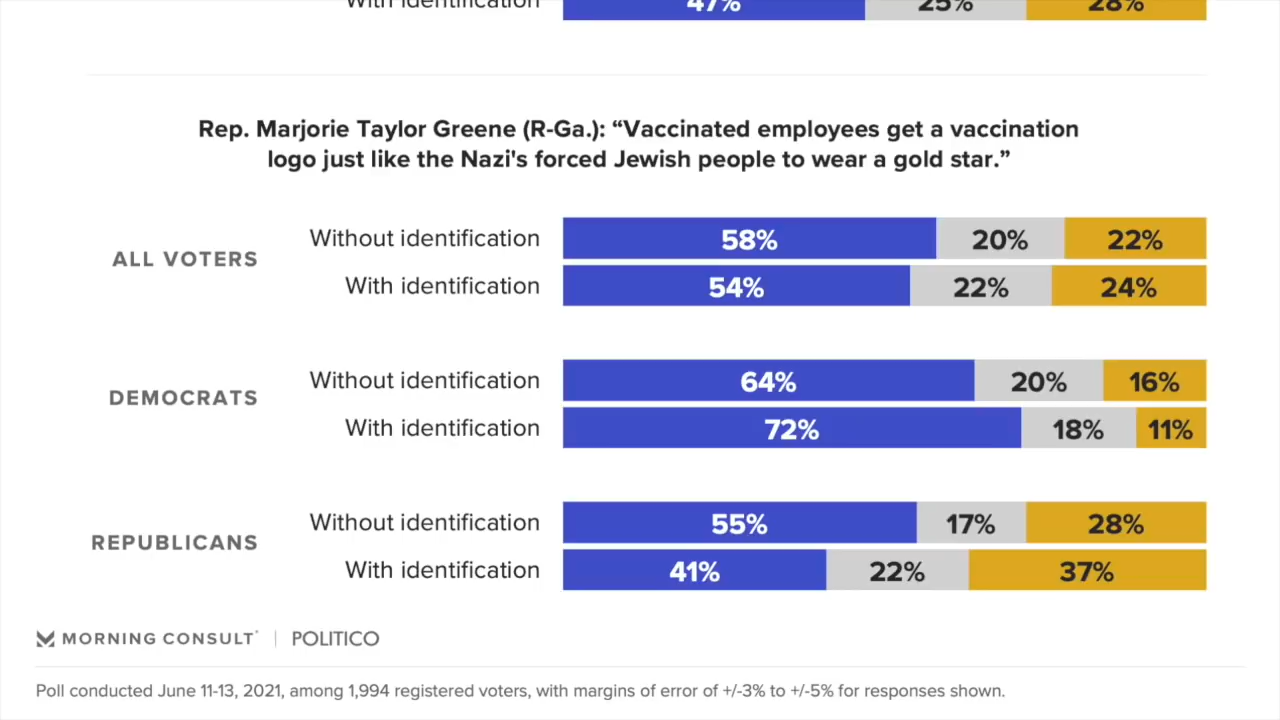 With identification 47% 25% 28%
Rep. Marjorie Taylor Greene (R-Ga.): “Vaccinated employees get a vaccination
logo just like the Nazi's forced Jewish people to wear a gold star.”
ALL VOTERS
Without identification 58% 20% 22%
With identification 54% 22% 24%
DEMOCRATS
Without identification 64% 20% 16%
With identification 72% 18% 11%
REPUBLICANS
Without identification 55% 17% 28%
With identification 41% 22% 37%
MORNING CONSULT | POLITICO
Poll conducted June 11-13, 2021, among 1,994 registered voters, with margins of error of +/-3% to +/-5% for responses shown.